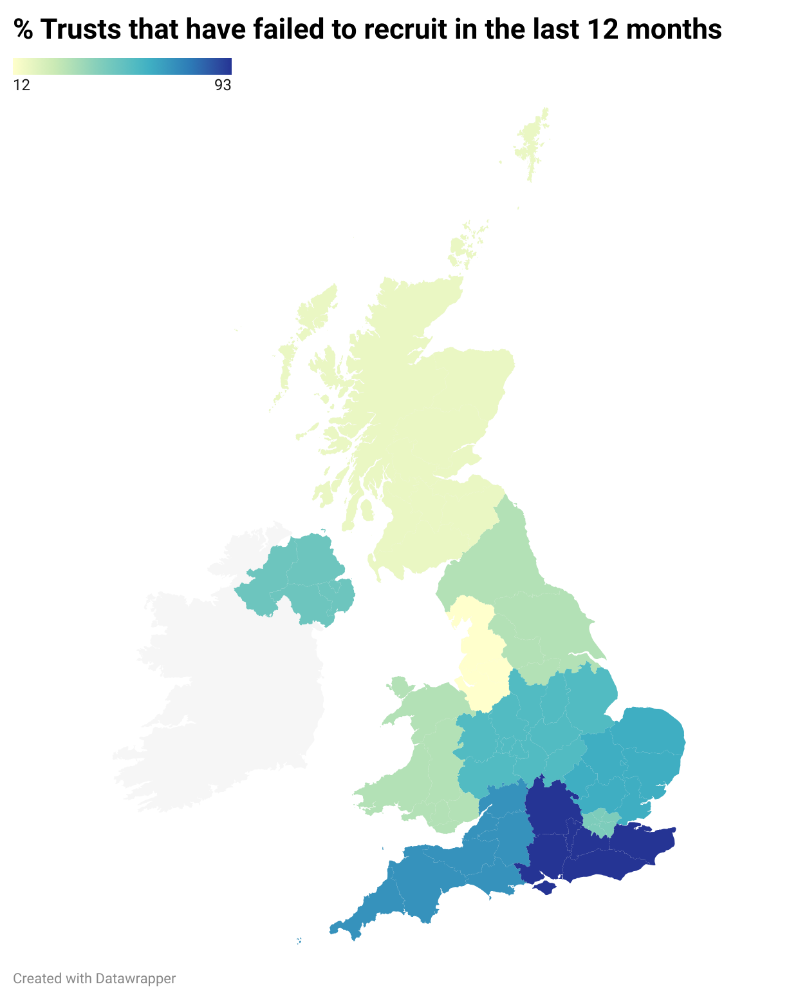 % Trusts that have failed to recruit in the last 12 months
12 93
Created with Datawrapper